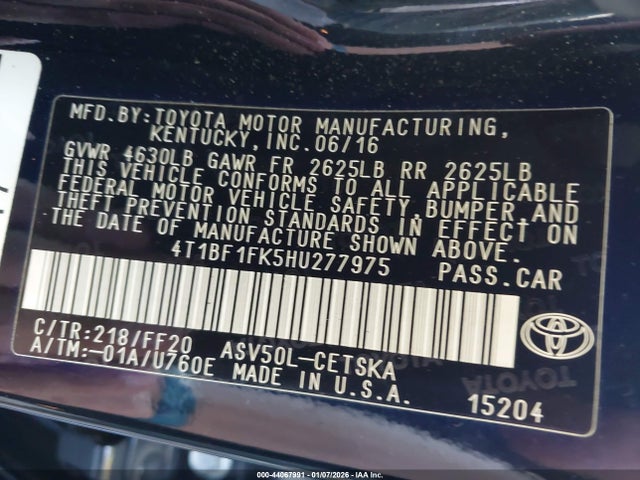 MFD.BY:TOYOTA MOTOR MANUFACTURING,
KENTUCKY,INC.06/16
GVWR 4630LB GAWR FR 2625LB RR 2625LB
THIS VEHICLE CONFORMS TO ALL APPLICABLE
FEDERAL MOTOR VEHICLE SAFETY,BUMPER,AND
THEFT PREVENTION STANDARDS IN EFFECT ON
THE DATE OF MANUFACTURE SHOWN ABOVE.
4T1BF1FK5HU277975 PASS.CAR
C/TR:218/FF20 ASV50L-CETSKA
A/TM:-01A/U760E MADE IN U.S.A. 15204
TOYOTA
000-44067991 - 01/07/2026 - IAAI.com